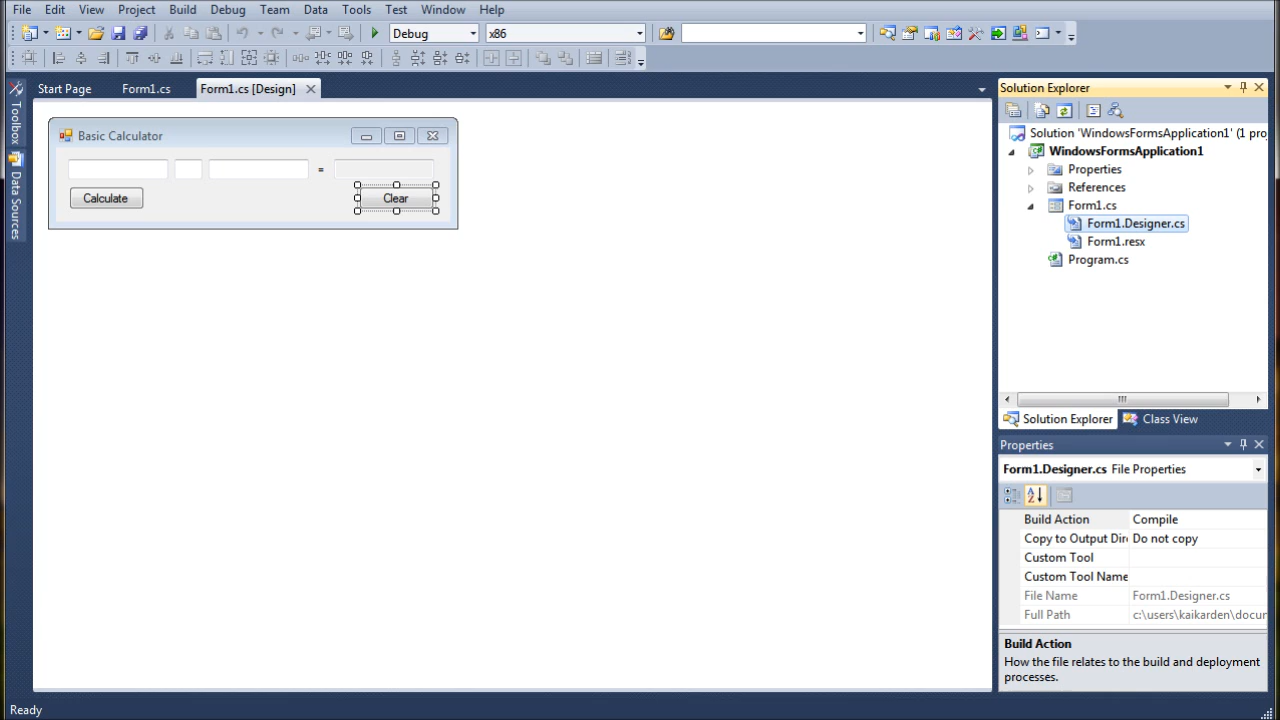 File Edit View Project Build Debug Team Data Tools Test Window Help
Debug x86
Start Page Form1.cs Form1.cs [Design]
Toolbox
Data Sources
Basic Calculator
=
Calculate Clear
Solution Explorer
Solution 'WindowsFormsApplication1' (1 proj
WindowsFormsApplication1
Properties
References
Form1.cs
Form1.Designer.cs
Form1.resx
Program.cs
Solution Explorer Class View
Properties
Form1.Designer.cs File Properties
Build Action Compile
Copy to Output Dire Do not copy
Custom Tool
Custom Tool Name
File Name Form1.Designer.cs
Full Path c:\users\kaikarden\docum
Build Action
How the file relates to the build and deployment
processes.
Ready